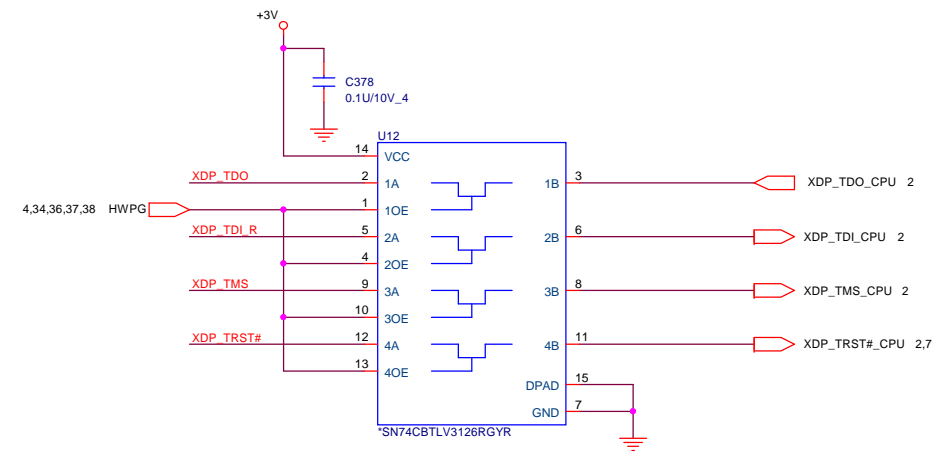 +3V
C378
0.1U/10V_4
U12
14 VCC
XDP_TDO 2 1A 1B 3 XDP_TDO_CPU 2
4,34,36,37,38 HWPG 1 1OE
XDP_TDI_R 5 2A 2B 6 XDP_TDI_CPU 2
4 2OE
XDP_TMS 9 3A 3B 8 XDP_TMS_CPU 2
10 3OE
XDP_TRST# 12 4A 4B 11 XDP_TRST#_CPU 2,7
13 4OE
DPAD 15
GND 7
*SN74CBTLV3126RGYR